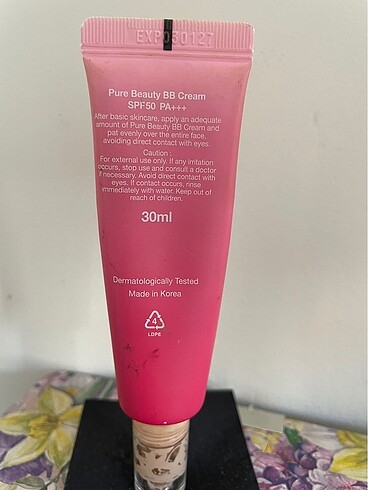 EXP030127
Pure Beauty BB Cream
SPF50 PA+++
After basic skincare, apply an adequate
amount of Pure Beauty BB Cream and
pat evenly over the entire face,
avoiding direct contact with eyes.
Caution :
For external use only. If any irritation
occurs, stop use and consult a doctor
if necessary. Avoid direct contact with
eyes. If contact occurs, rinse
immediately with water. Keep out of
reach of children.
30ml
Dermatologically Tested
Made in Korea
4
LDPE